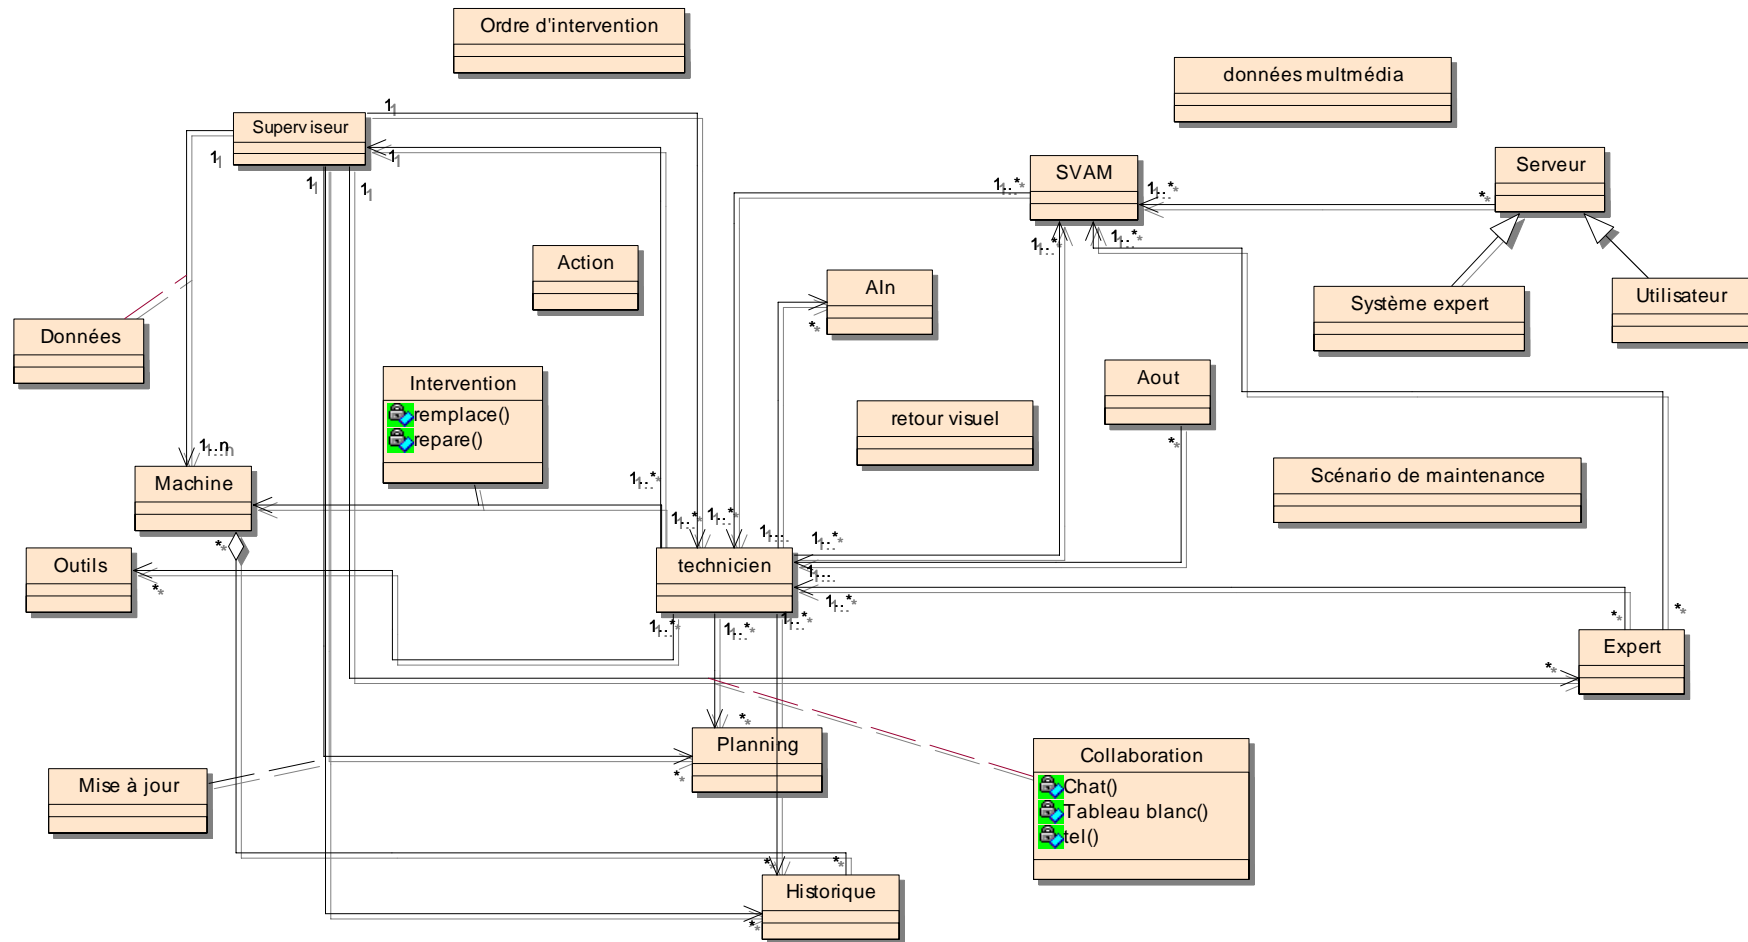 Ordre d'intervention
données multmédia
Superviseur
1
1
1
1
1
1
SVAM
Serveur
1..*
1..*
*
1..*
1..*
Action
AIn
*
Système expert
Utilisateur
Données
Intervention
remplace()
repare()
Aout
*
retour visuel
1..n
Machine
*
Scénario de maintenance
1..*
1..*
1..*
1...
1..*
1...
1..*
Outils
*
technicien
1..*
1..*
1..*
*
*
Expert
*
Planning
*
*
Mise à jour
Collaboration
Chat()
Tableau blanc()
tel()
*
*
Historique
*